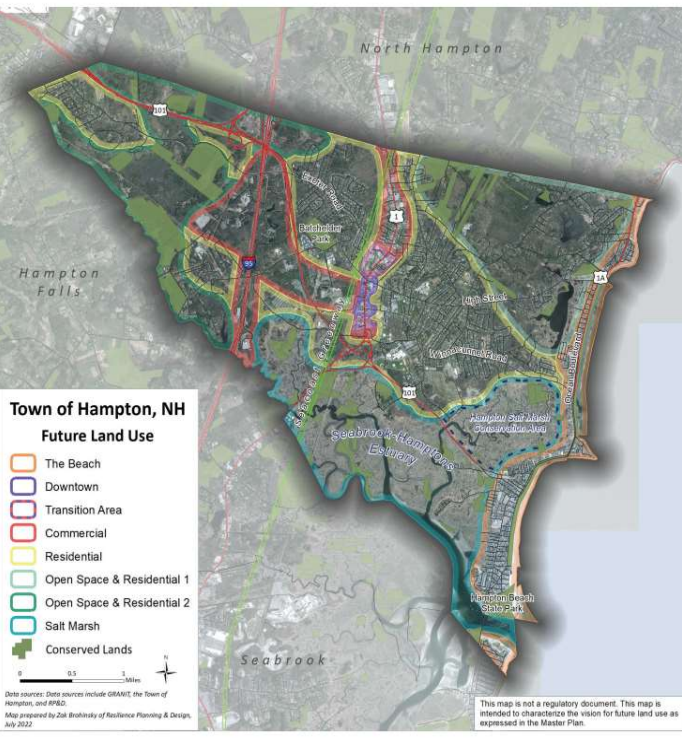 North Hampton
101
Exeter Road
1
Batchelder
Park
Hampton
Falls
95
1A
High Street
Seacoast Greenway
Winnacunnet Road
Ocean Boulevard
101
Hampton Salt Marsh
Conservation Area
Seabrook-Hamptons
Estuary
Hampton Beach
State Park
Seabrook
Town of Hampton, NH
Future Land Use
The Beach
Downtown
Transition Area
Commercial
Residential
Open Space & Residential 1
Open Space & Residential 2
Salt Marsh
Conserved Lands
N
0 0.5 1
Miles
Data sources: Data sources include GRANIT, the Town of
Hampton, and RP&D.
Map prepared by Zak Brohinsky of Resilience Planning & Design,
July 2022
This map is not a regulatory document. This map is
intended to characterize the vision for future land use as
expressed in the Master Plan.